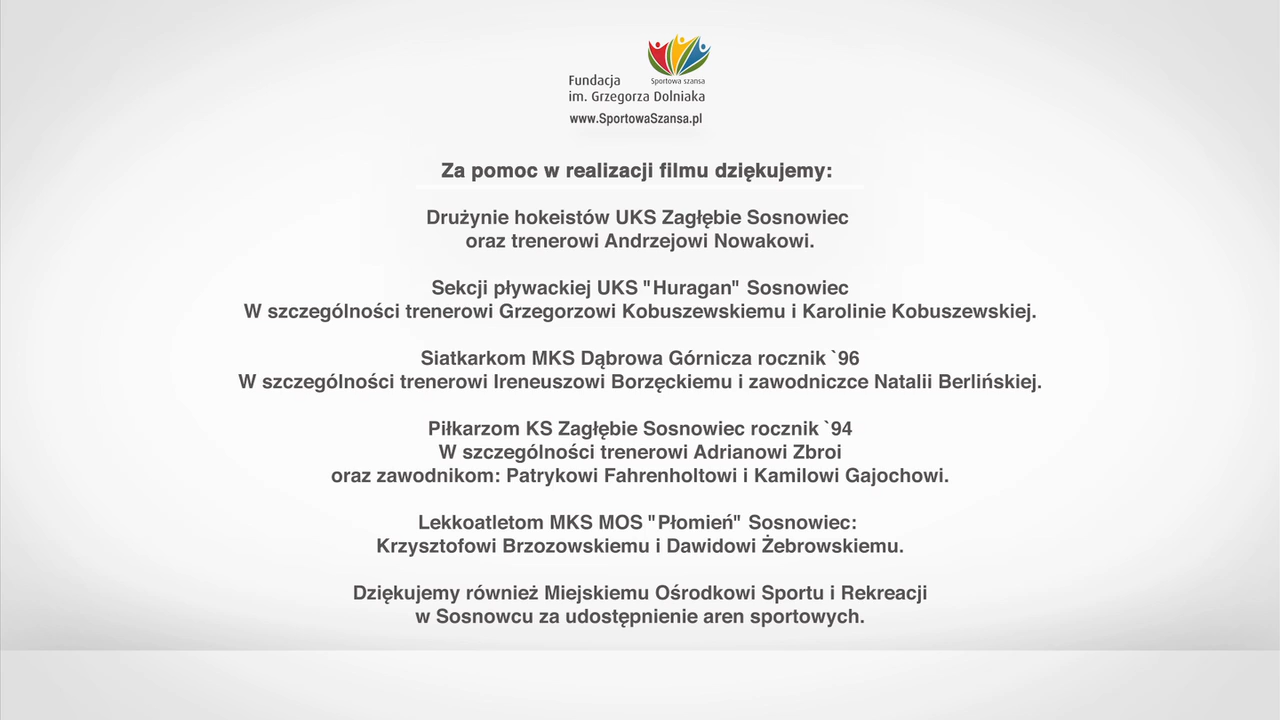 Fundacja
Sportowa szansa
im. Grzegorza Dolniaka
www.SportowaSzansa.pl
Za pomoc w realizacji filmu dziękujemy:
Drużynie hokeistów UKS Zagłębie Sosnowiec
oraz trenerowi Andrzejowi Nowakowi.
Sekcji pływackiej UKS "Huragan" Sosnowiec
W szczególności trenerowi Grzegorzowi Kobuszewskiemu i Karolinie Kobuszewskiej.
Siatkarkom MKS Dąbrowa Górnicza rocznik `96
W szczególności trenerowi Ireneuszowi Borzęckiemu i zawodniczce Natalii Berlińskiej.
Piłkarzom KS Zagłębie Sosnowiec rocznik `94
W szczególności trenerowi Adrianowi Zbroi
oraz zawodnikom: Patrykowi Fahrenholtowi i Kamilowi Gajochowi.
Lekkoatletom MKS MOS "Płomień" Sosnowiec:
Krzysztofowi Brzozowskiemu i Dawidowi Żebrowskiemu.
Dziękujemy również Miejskiemu Ośrodkowi Sportu i Rekreacji
w Sosnowcu za udostępnienie aren sportowych.